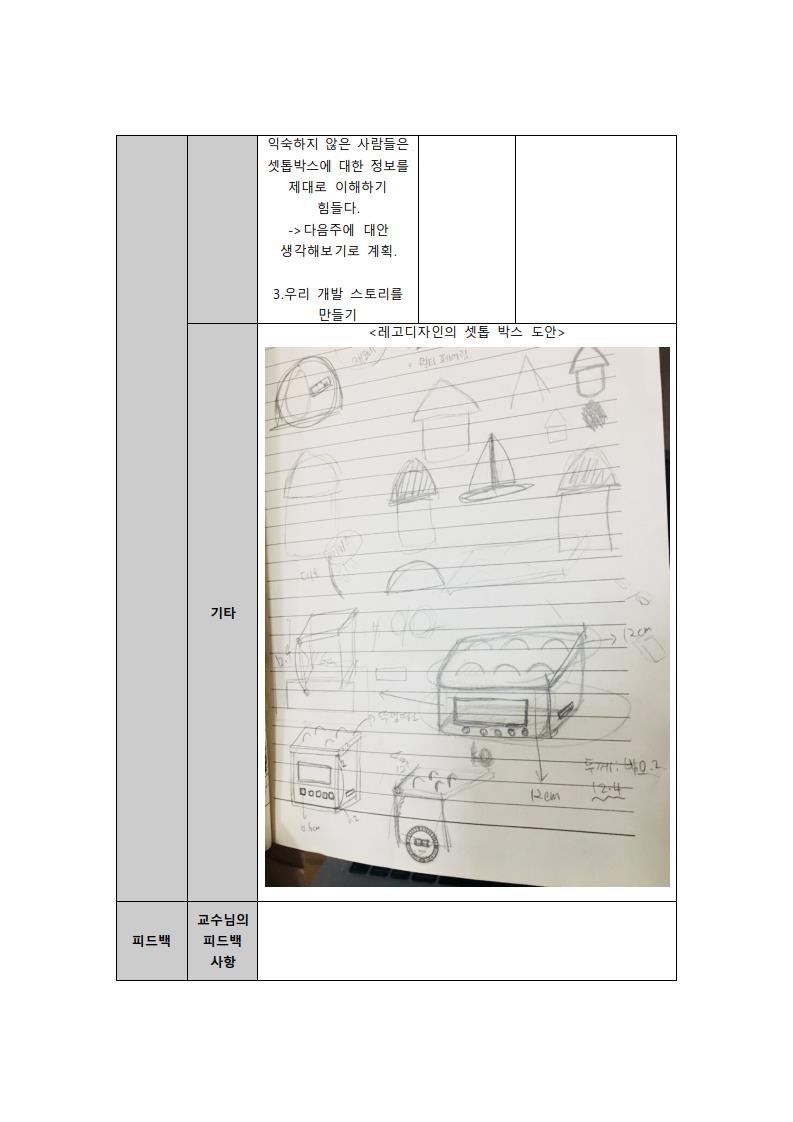 익숙하지 않은 사람들은
셋톱박스에 대한 정보를
제대로 이해하기
힘들다.
->다음주에 대안
생각해보기로 계획.
3.우리 개발 스토리를
만들기
기타
<레고디자인의 셋톱 박스 도안>
12cm
12cm
두께:
12.4
0.5cm
피드백
교수님의
피드백
사항